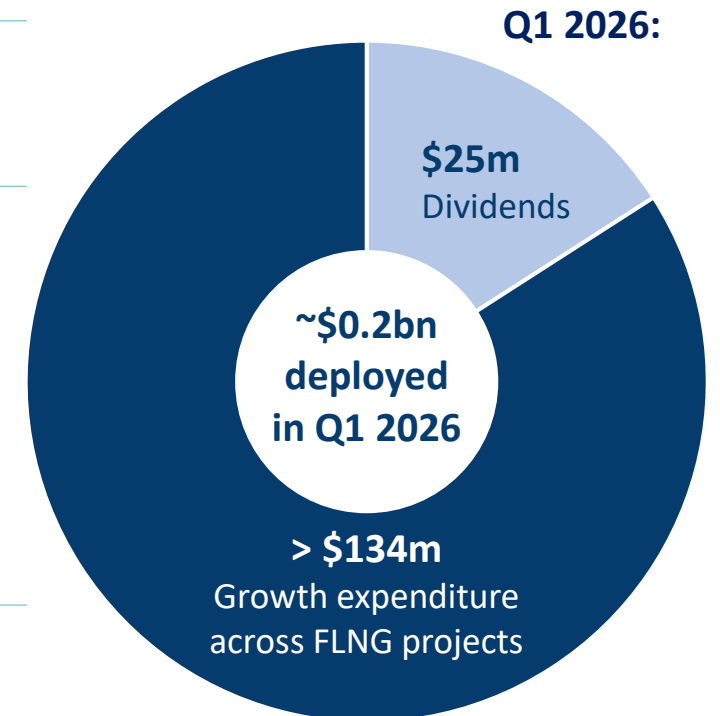 Q1 2026:
$25m
Dividends
~$0.2bn
deployed
in Q1 2026
> $134m
Growth expenditure
across FLNG projects